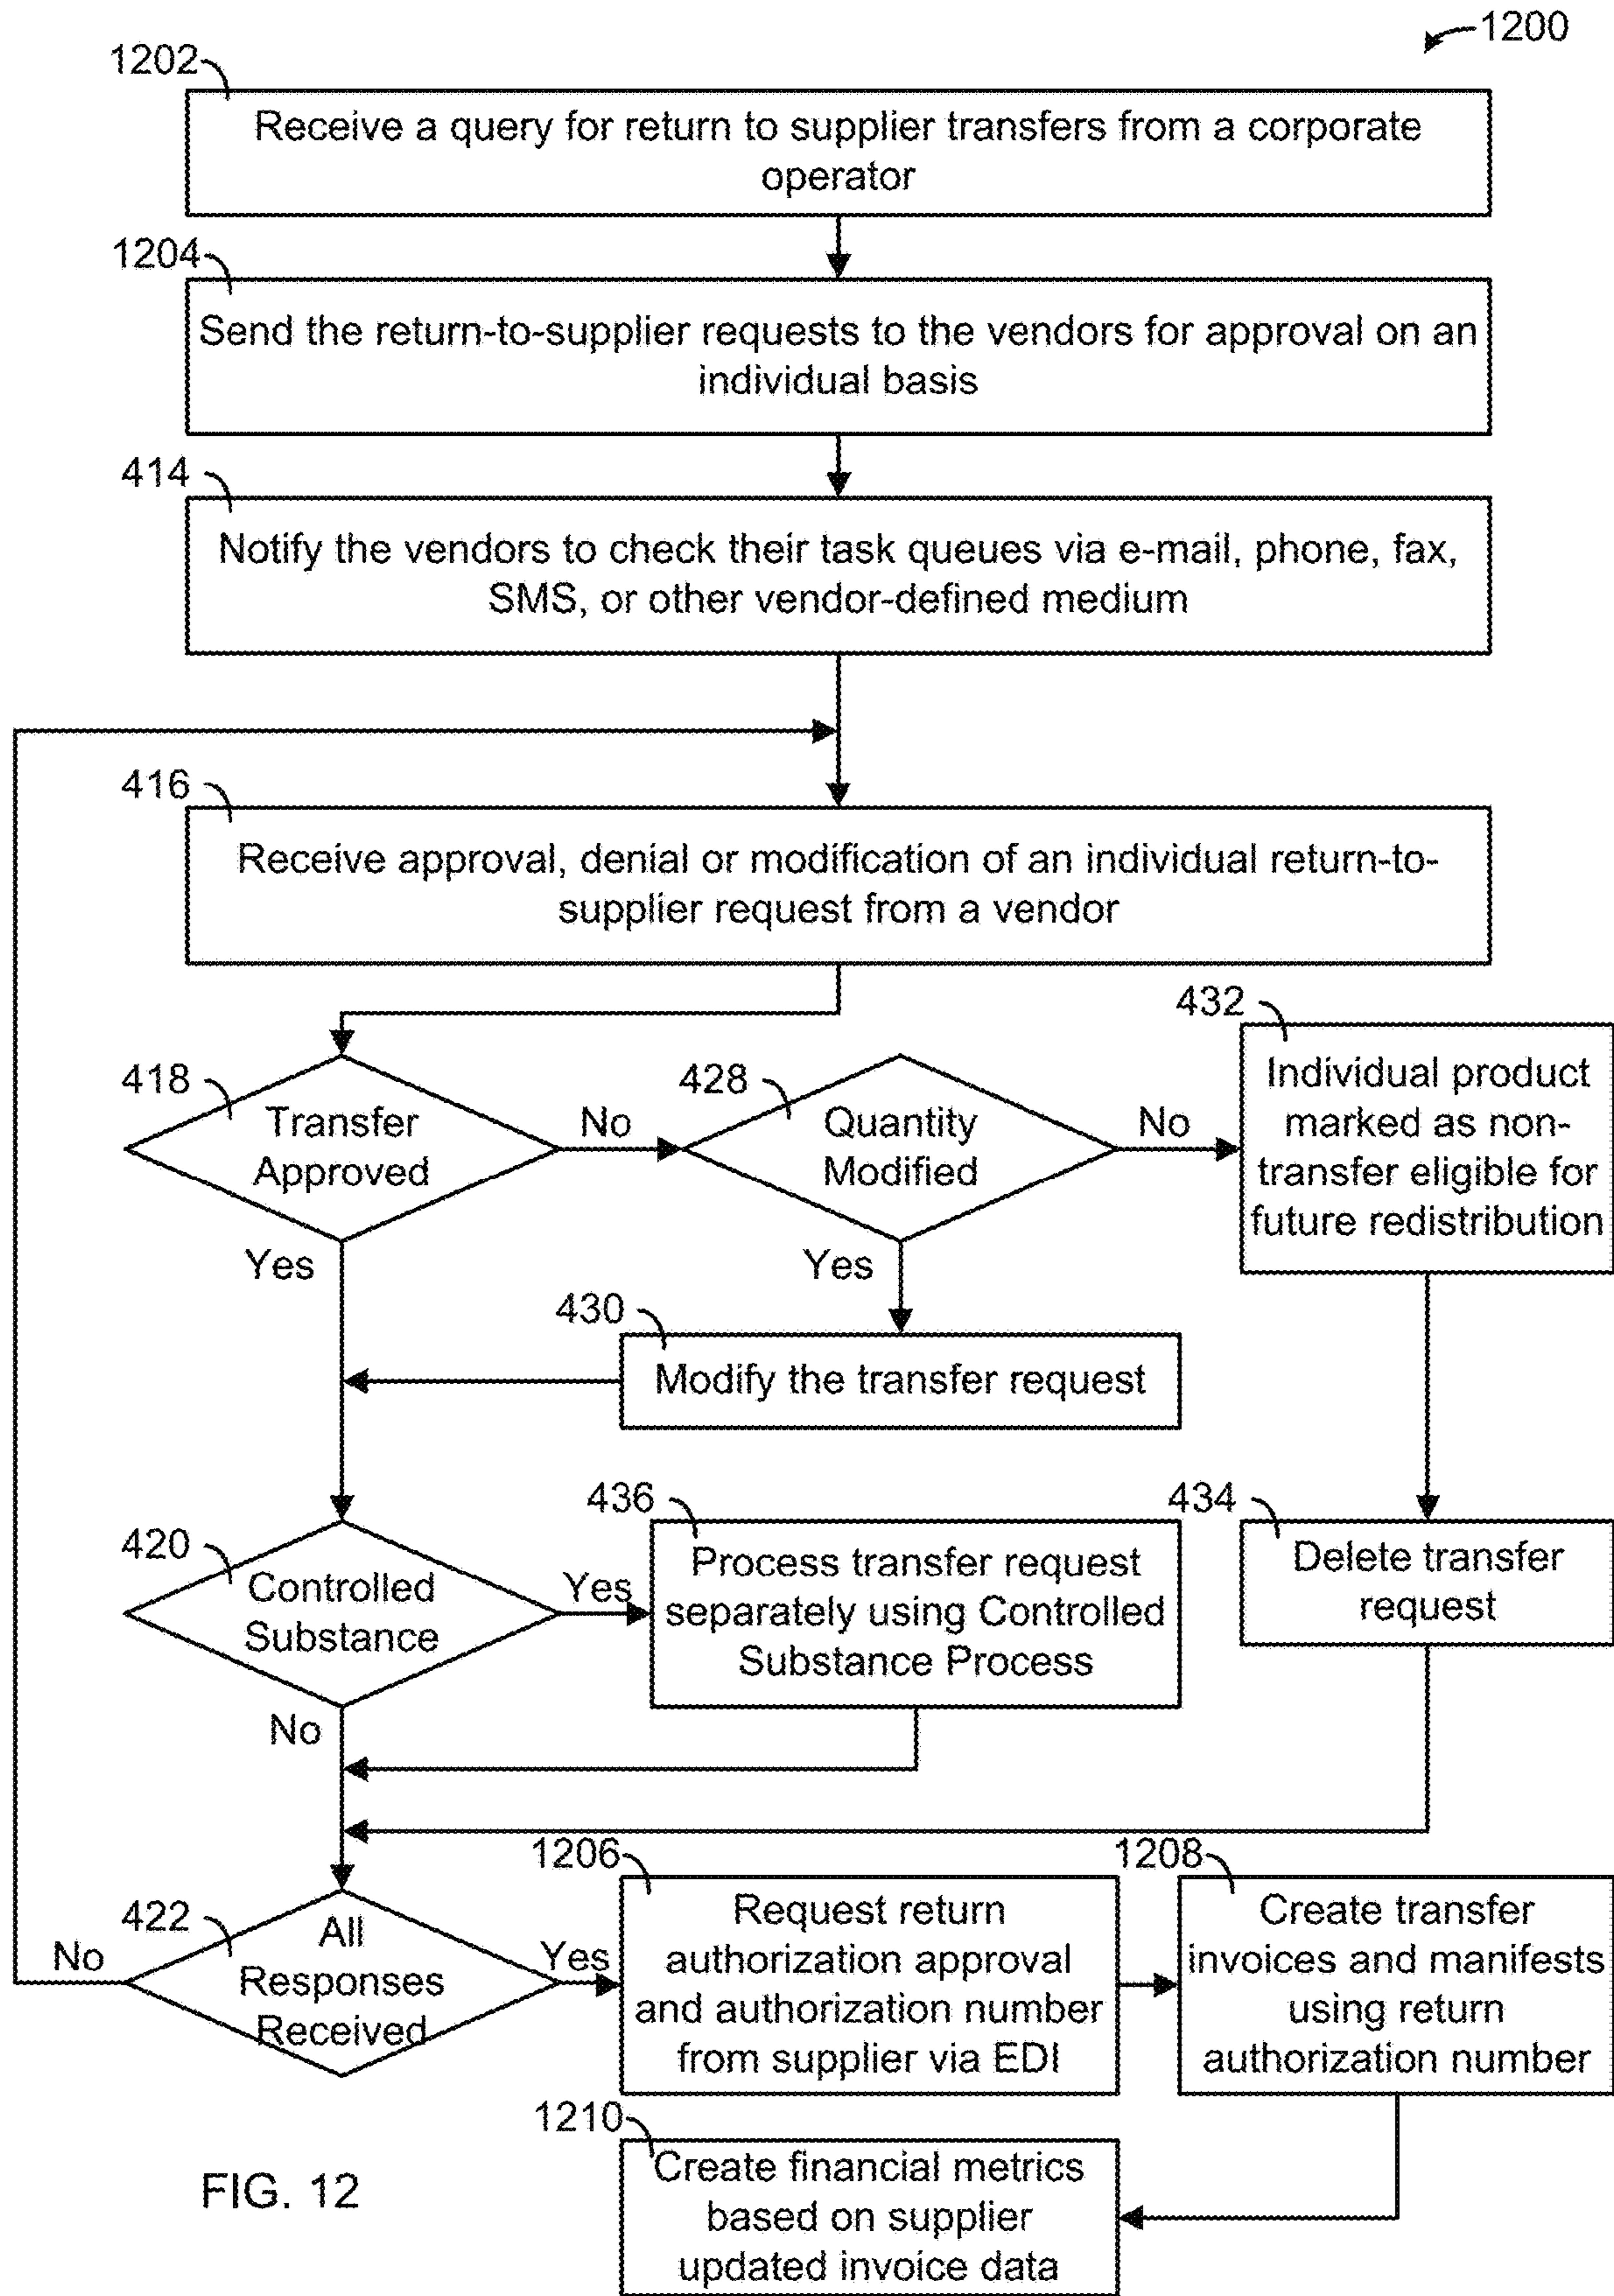 1200
1202
Receive a query for return to supplier transfers from a corporate
operator
1204
Send the return-to-supplier requests to the vendors for approval on an
individual basis
414
Notify the vendors to check their task queues via e-mail, phone, fax,
SMS, or other vendor-defined medium
416
Receive approval, denial or modification of an individual return-to-
supplier request from a vendor
418
Transfer
Approved
No
Yes
428
Quantity
Modified
No
Yes
432
Individual product
marked as non-
transfer eligible for
future redistribution
430
Modify the transfer request
420
Controlled
Substance
Yes
No
436
Process transfer request
separately using Controlled
Substance Process
434
Delete transfer
request
422
All
Responses
Received
No
Yes
1206
Request return
authorization approval
and authorization number
from supplier via EDI
1208
Create transfer
invoices and manifests
using return
authorization number
1210
Create financial metrics
based on supplier
updated invoice data
FIG. 12